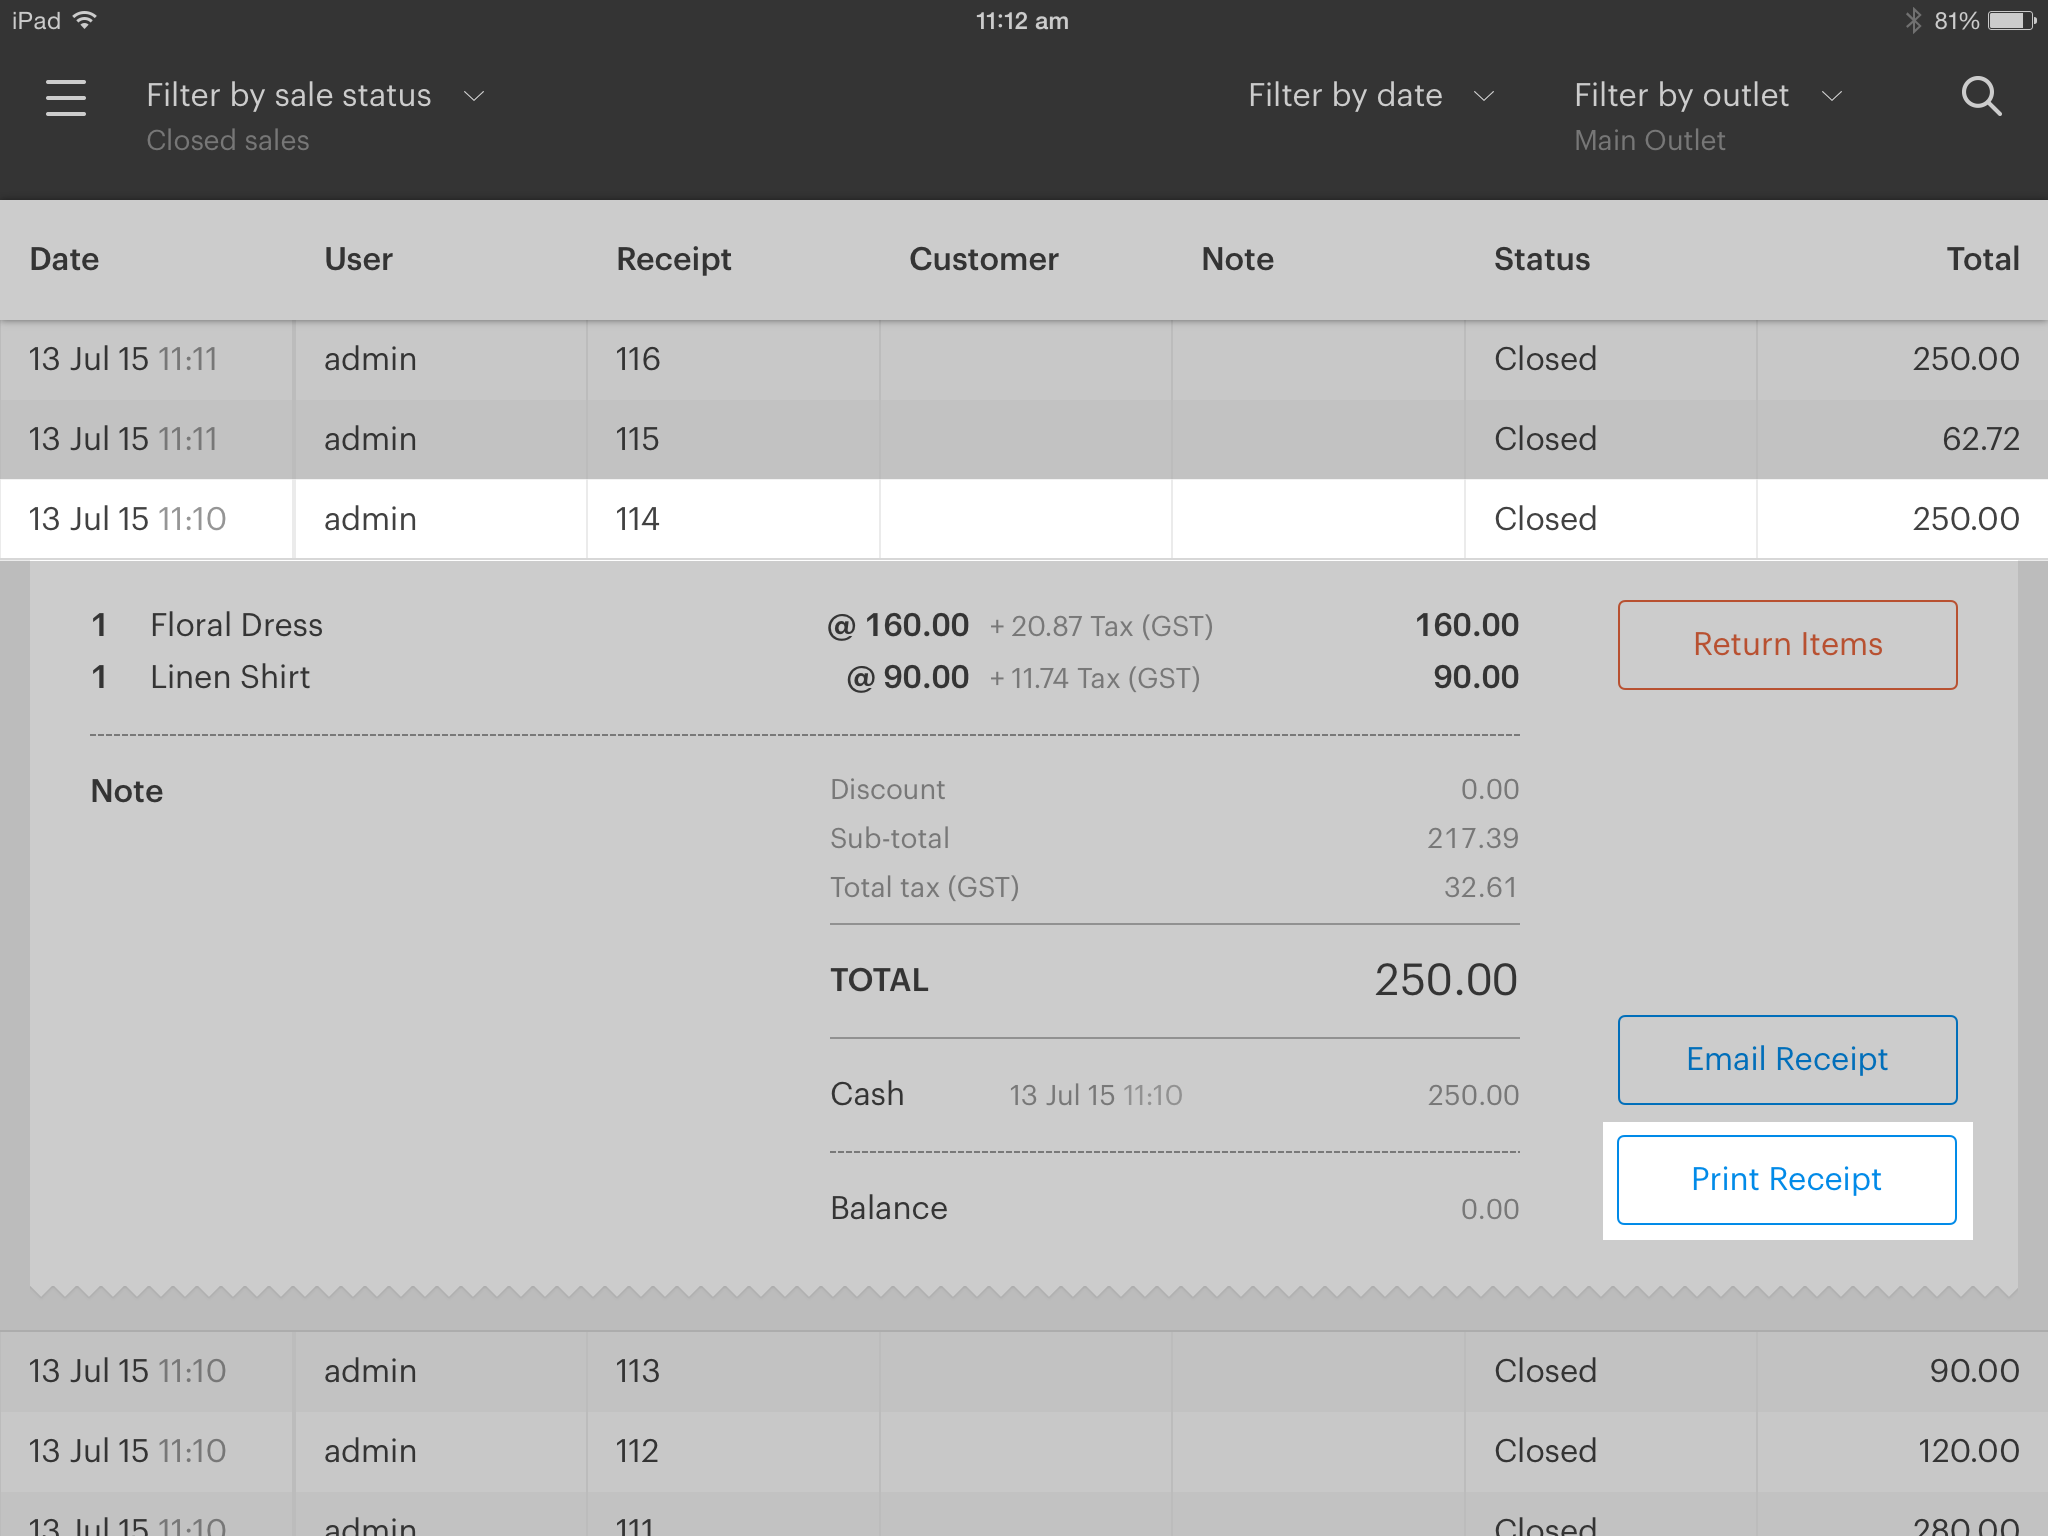 iPad 11:12 am 81%
Filter by sale status Filter by date Filter by outlet
Closed sales Main Outlet
Date User Receipt Customer Note Status Total
13 Jul 15 11:11 admin 116 Closed 250.00
13 Jul 15 11:11 admin 115 Closed 62.72
13 Jul 15 11:10 admin 114 Closed 250.00
1 Floral Dress @ 160.00 + 20.87 Tax (GST) 160.00
Return Items
1 Linen Shirt @ 90.00 + 11.74 Tax (GST) 90.00
Note
Discount 0.00
Sub-total 217.39
Total tax (GST) 32.61
TOTAL 250.00
Email Receipt
Cash 13 Jul 15 11:10 250.00
Print Receipt
Balance 0.00
13 Jul 15 11:10 admin 113 Closed 90.00
13 Jul 15 11:10 admin 112 Closed 120.00
13 Jul 15 11:10 admin 111 Closed 280.00